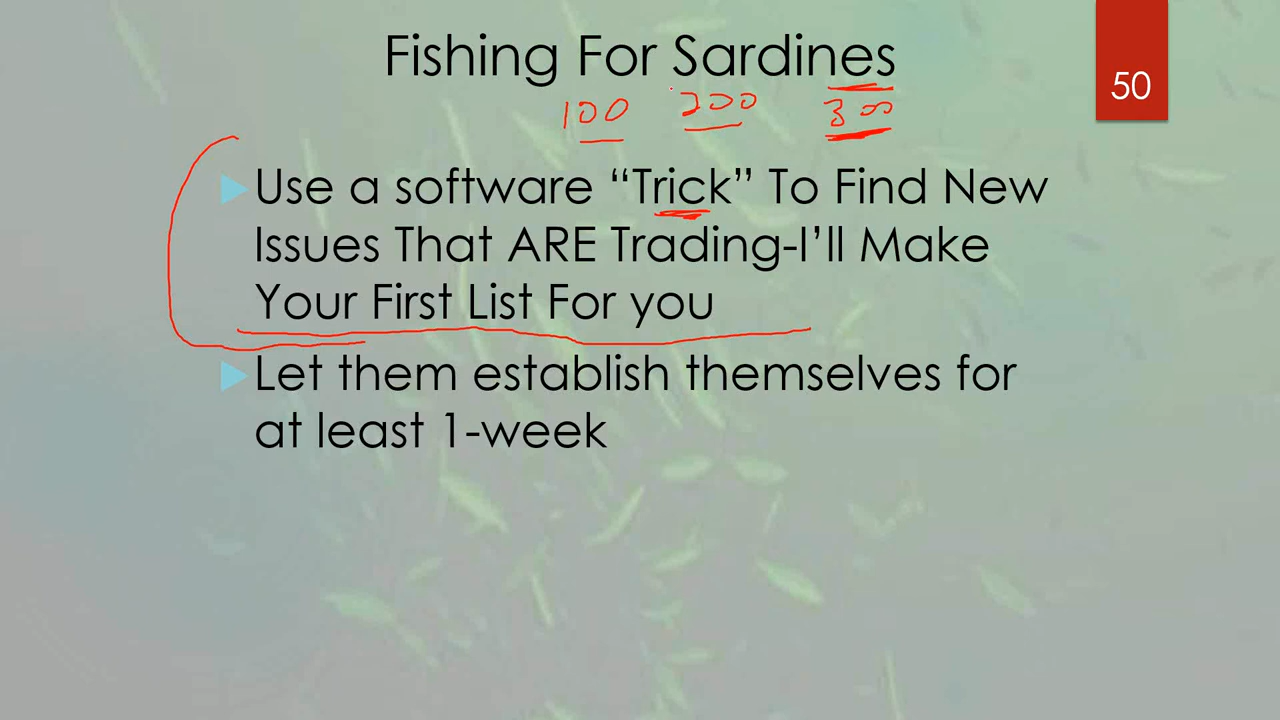 Fishing For Sardines
50
100 200 300
Use a software “Trick” To Find New
Issues That ARE Trading-I’ll Make
Your First List For you
Let them establish themselves for
at least 1-week